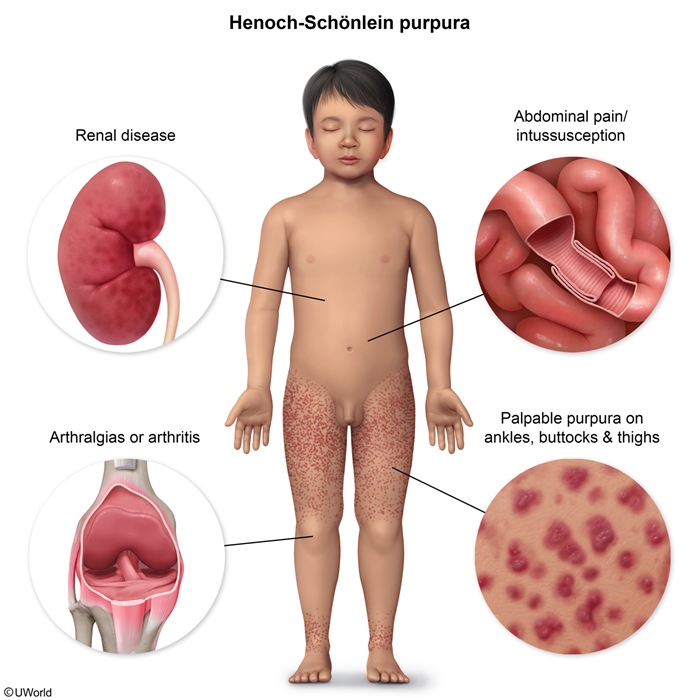 Henoch-Schönlein purpura
Renal disease
Abdominal pain/
intussusception
Arthralgias or arthritis
Palpable purpura on
ankles, buttocks & thighs
©UWorld